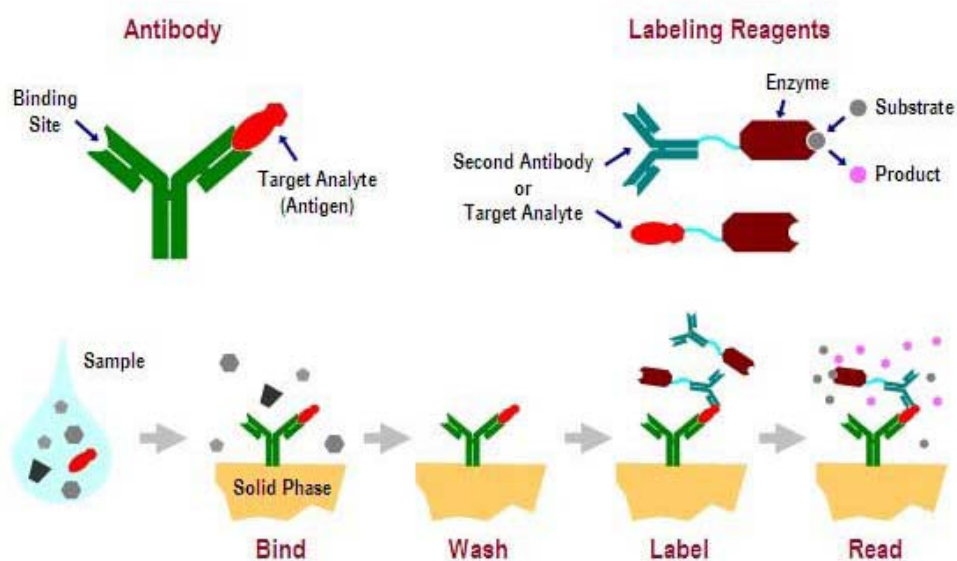 Antibody
Binding
Site
Target Analyte
(Antigen)
Labeling Reagents
Enzyme
Substrate
Second Antibody
or
Target Analyte
Product
Sample
Solid Phase
Bind
Wash
Label
Read